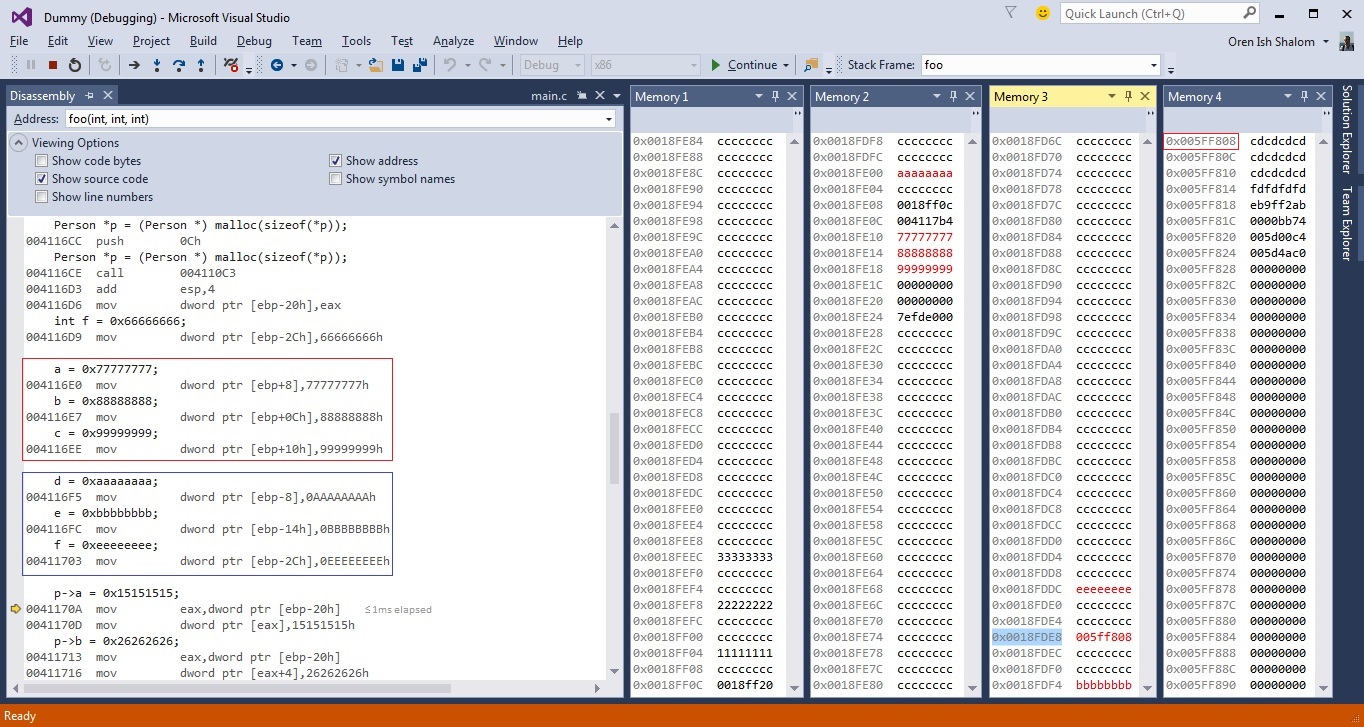 Dummy (Debugging) - Microsoft Visual Studio
Quick Launch (Ctrl+Q)
File Edit View Project Build Debug Team Tools Test Analyze Window Help
Oren Ish Shalom
Debug x86 Continue Stack Frame: foo
Disassembly main.c
Address: foo(int, int, int)
Viewing Options
Show code bytes Show address
Show source code Show symbol names
Show line numbers
Person *p = (Person *) malloc(sizeof(*p));
004116CC push 0Ch
Person *p = (Person *) malloc(sizeof(*p));
004116CE call 004110C3
004116D3 add esp,4
004116D6 mov dword ptr [ebp-20h],eax
int f = 0x66666666;
004116D9 mov dword ptr [ebp-2Ch],66666666h
a = 0x77777777;
004116E0 mov dword ptr [ebp+8],77777777h
b = 0x88888888;
004116E7 mov dword ptr [ebp+0Ch],88888888h
c = 0x99999999;
004116EE mov dword ptr [ebp+10h],99999999h
d = 0xaaaaaaaa;
004116F5 mov dword ptr [ebp-8],0AAAAAAAAh
e = 0xbbbbbbbb;
004116FC mov dword ptr [ebp-14h],0BBBBBBBBh
f = 0xeeeeeeee;
00411703 mov dword ptr [ebp-2Ch],0EEEEEEEEh
p->a = 0x15151515;
0041170A mov eax,dword ptr [ebp-20h] ≤1ms elapsed
0041170D mov dword ptr [eax],15151515h
p->b = 0x26262626;
00411713 mov eax,dword ptr [ebp-20h]
00411716 mov dword ptr [eax+4],26262626h
Memory 1
0x0018FE84 cccccccc
0x0018FE88 cccccccc
0x0018FE8C cccccccc
0x0018FE90 cccccccc
0x0018FE94 cccccccc
0x0018FE98 cccccccc
0x0018FE9C cccccccc
0x0018FEA0 cccccccc
0x0018FEA4 cccccccc
0x0018FEA8 cccccccc
0x0018FEAC cccccccc
0x0018FEB0 cccccccc
0x0018FEB4 cccccccc
0x0018FEB8 cccccccc
0x0018FEBC cccccccc
0x0018FEC0 cccccccc
0x0018FEC4 cccccccc
0x0018FEC8 cccccccc
0x0018FECC cccccccc
0x0018FED0 cccccccc
0x0018FED4 cccccccc
0x0018FED8 cccccccc
0x0018FEDC cccccccc
0x0018FEE0 cccccccc
0x0018FEE4 cccccccc
0x0018FEE8 cccccccc
0x0018FEEC 33333333
0x0018FEF0 cccccccc
0x0018FEF4 cccccccc
0x0018FEF8 22222222
0x0018FEFC cccccccc
0x0018FF00 cccccccc
0x0018FF04 11111111
0x0018FF08 cccccccc
0x0018FF0C 0018ff20
Memory 2
0x0018FDF8 cccccccc
0x0018FDFC cccccccc
0x0018FE00 aaaaaaaa
0x0018FE04 cccccccc
0x0018FE08 0018ff0c
0x0018FE0C 004117b4
0x0018FE10 77777777
0x0018FE14 88888888
0x0018FE18 99999999
0x0018FE1C 00000000
0x0018FE20 00000000
0x0018FE24 7efde000
0x0018FE28 cccccccc
0x0018FE2C cccccccc
0x0018FE30 cccccccc
0x0018FE34 cccccccc
0x0018FE38 cccccccc
0x0018FE3C cccccccc
0x0018FE40 cccccccc
0x0018FE44 cccccccc
0x0018FE48 cccccccc
0x0018FE4C cccccccc
0x0018FE50 cccccccc
0x0018FE54 cccccccc
0x0018FE58 cccccccc
0x0018FE5C cccccccc
0x0018FE60 cccccccc
0x0018FE64 cccccccc
0x0018FE68 cccccccc
0x0018FE6C cccccccc
0x0018FE70 cccccccc
0x0018FE74 cccccccc
0x0018FE78 cccccccc
0x0018FE7C cccccccc
0x0018FE80 cccccccc
Memory 3
0x0018FD6C cccccccc
0x0018FD70 cccccccc
0x0018FD74 cccccccc
0x0018FD78 cccccccc
0x0018FD7C cccccccc
0x0018FD80 cccccccc
0x0018FD84 cccccccc
0x0018FD88 cccccccc
0x0018FD8C cccccccc
0x0018FD90 cccccccc
0x0018FD94 cccccccc
0x0018FD98 cccccccc
0x0018FD9C cccccccc
0x0018FDA0 cccccccc
0x0018FDA4 cccccccc
0x0018FDA8 cccccccc
0x0018FDAC cccccccc
0x0018FDB0 cccccccc
0x0018FDB4 cccccccc
0x0018FDB8 cccccccc
0x0018FDBC cccccccc
0x0018FDC0 cccccccc
0x0018FDC4 cccccccc
0x0018FDC8 cccccccc
0x0018FDCC cccccccc
0x0018FDD0 cccccccc
0x0018FDD4 cccccccc
0x0018FDD8 cccccccc
0x0018FDDC eeeeeeee
0x0018FDE0 cccccccc
0x0018FDE4 cccccccc
0x0018FDE8 005ff808
0x0018FDEC cccccccc
0x0018FDF0 cccccccc
0x0018FDF4 bbbbbbbb
Memory 4
0x005FF808 cdcdcdcd
0x005FF80C cdcdcdcd
0x005FF810 cdcdcdcd
0x005FF814 fdfdfdfd
0x005FF818 eb9ff2ab
0x005FF81C 0000bb74
0x005FF820 005d00c4
0x005FF824 005d4ac0
0x005FF828 00000000
0x005FF82C 00000000
0x005FF830 00000000
0x005FF834 00000000
0x005FF838 00000000
0x005FF83C 00000000
0x005FF840 00000000
0x005FF844 00000000
0x005FF848 00000000
0x005FF84C 00000000
0x005FF850 00000000
0x005FF854 00000000
0x005FF858 00000000
0x005FF85C 00000000
0x005FF860 00000000
0x005FF864 00000000
0x005FF868 00000000
0x005FF86C 00000000
0x005FF870 00000000
0x005FF874 00000000
0x005FF878 00000000
0x005FF87C 00000000
0x005FF880 00000000
0x005FF884 00000000
0x005FF888 00000000
0x005FF88C 00000000
0x005FF890 00000000
Solution Explorer
Team Explorer
Ready